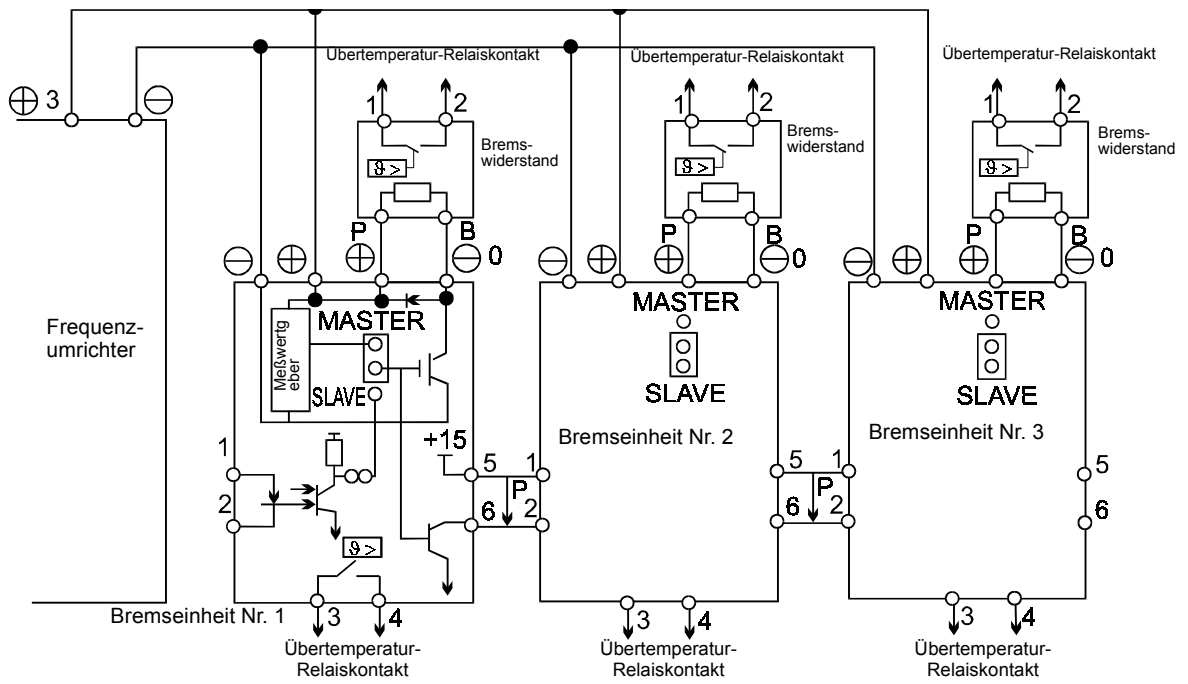 Übertemperatur-Relaiskontakt
Übertemperatur-Relaiskontakt
Übertemperatur-Relaiskontakt
⊕ 3 ⊖
1 2
1 2
1 2
Brems-
widerstand
Brems-
widerstand
Brems-
widerstand
ϑ >
ϑ >
ϑ >
P B
P B
P B
⊖ ⊕ ⊕ ⊖ 0
⊖ ⊕ ⊕ ⊖ 0
⊖ ⊕ ⊕ ⊖ 0
Frequenz-
umrichter
MASTER
Meßwertg
eber
SLAVE
MASTER
SLAVE
MASTER
SLAVE
+15
Bremseinheit Nr. 2
Bremseinheit Nr. 3
1
2
5
P
6
1
2
5
P
6
1
2
5
6
ϑ >
Bremseinheit Nr. 1
3 4
3 4
3 4
Übertemperatur-
Relaiskontakt
Übertemperatur-
Relaiskontakt
Übertemperatur-
Relaiskontakt